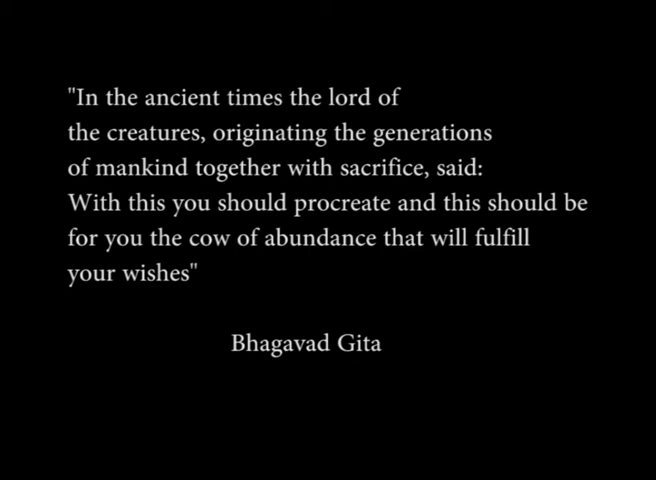 "In the ancient times the lord of
the creatures, originating the generations
of mankind together with sacrifice, said:
With this you should procreate and this should be
for you the cow of abundance that will fulfill
your wishes"
Bhagavad Gita